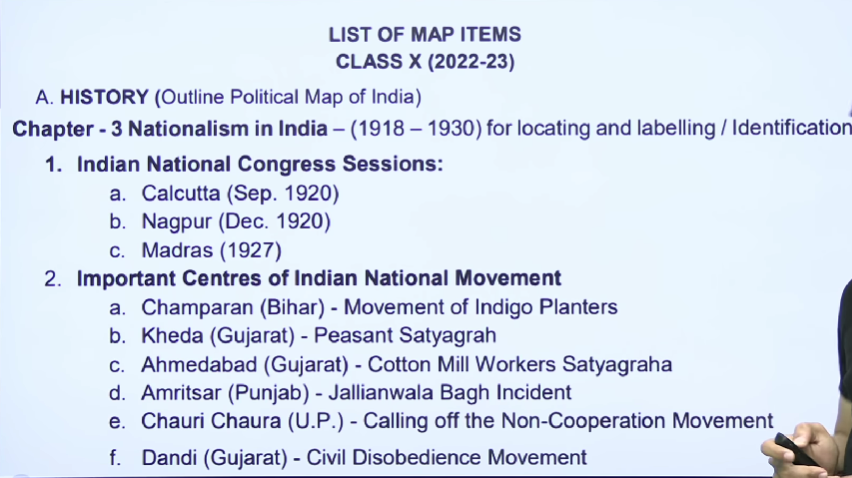 LIST OF MAP ITEMS
CLASS X (2022-23)
A. HISTORY (Outline Political Map of India)
Chapter - 3 Nationalism in India – (1918 – 1930) for locating and labelling / Identification
1. Indian National Congress Sessions:
a. Calcutta (Sep. 1920)
b. Nagpur (Dec. 1920)
c. Madras (1927)
2. Important Centres of Indian National Movement
a. Champaran (Bihar) - Movement of Indigo Planters
b. Kheda (Gujarat) - Peasant Satyagrah
c. Ahmedabad (Gujarat) - Cotton Mill Workers Satyagraha
d. Amritsar (Punjab) - Jallianwala Bagh Incident
e. Chauri Chaura (U.P.) - Calling off the Non-Cooperation Movement
f. Dandi (Gujarat) - Civil Disobedience Movement